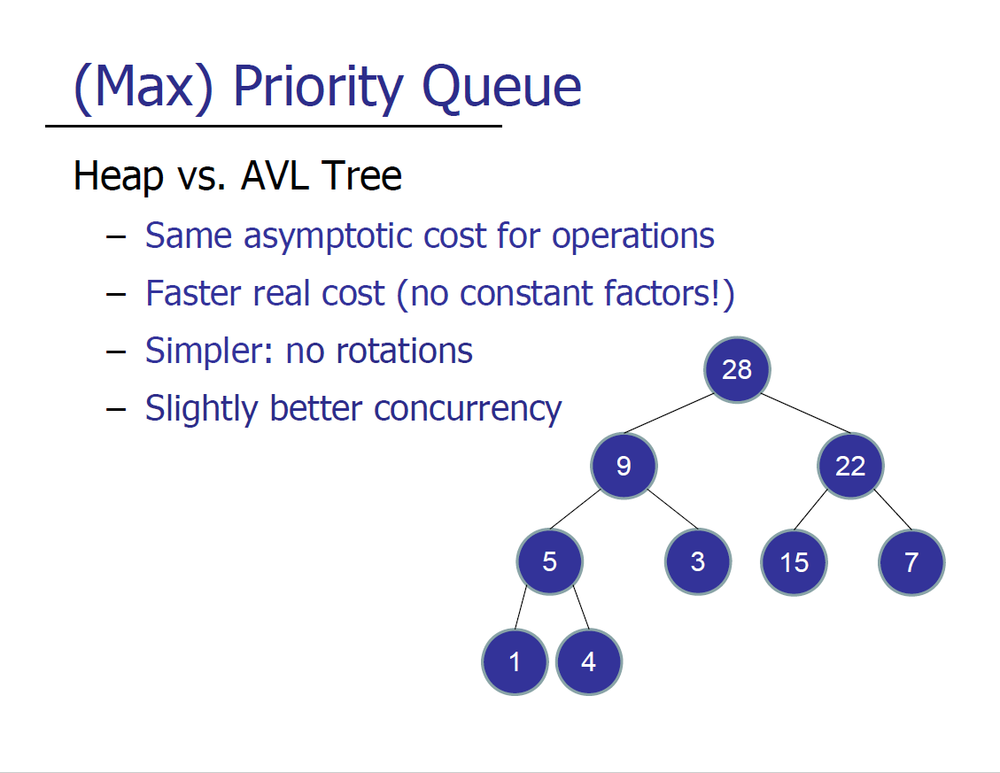 (Max) Priority Queue
Heap vs. AVL Tree
– Same asymptotic cost for operations
– Faster real cost (no constant factors!)
– Simpler: no rotations
– Slightly better concurrency
28
9 22
5 3 15 7
1 4